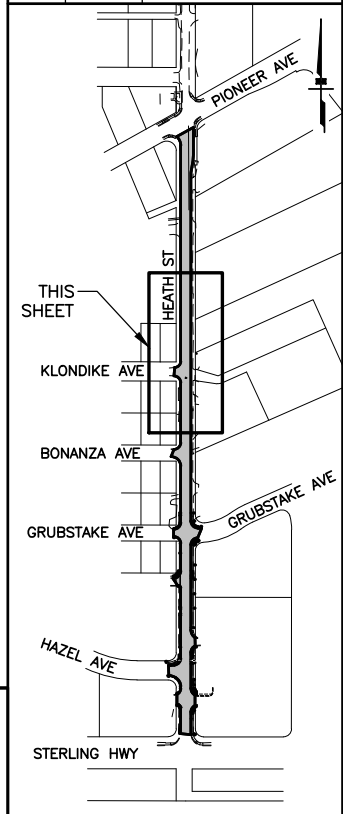 PIONEER AVE
HEATH ST
THIS
SHEET
KLONDIKE AVE
BONANZA AVE
GRUBSTAKE AVE
GRUBSTAKE AVE
HAZEL AVE
STERLING HWY